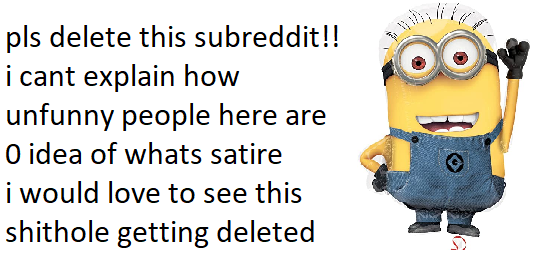 pls delete this subreddit!!
i cant explain how
unfunny people here are
0 idea of whats satire
i would love to see this
shithole getting deleted